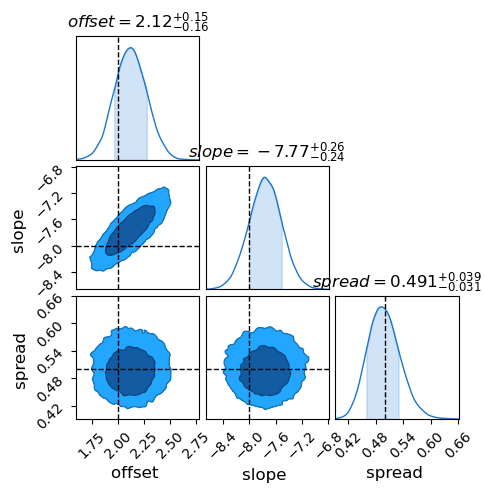 offset = 2.12^{+0.15}_{-0.16}
slope = −7.77^{+0.26}_{-0.24}
−6.8
−7.2
−7.6
−8.0
−8.4
slope
spread = 0.491^{+0.039}_{-0.031}
0.66
0.60
0.54
0.48
0.42
spread
1.75 2.00 2.25 2.50 2.75
−8.4 −8.0 −7.6 −7.2 −6.8
0.42 0.48 0.54 0.60 0.66
offset slope spread